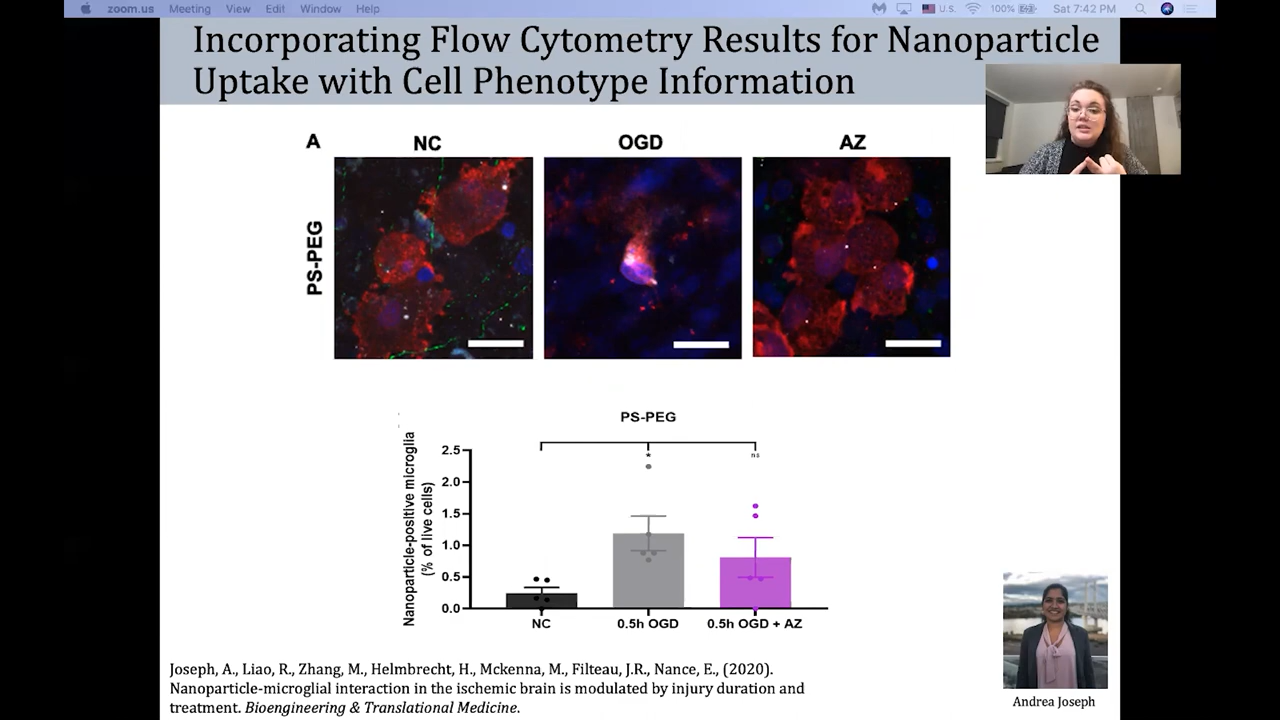 zoom.us Meeting View Edit Window Help U.S. 100% Sat 7:42 PM
Incorporating Flow Cytometry Results for Nanoparticle
Uptake with Cell Phenotype Information
A NC OGD AZ
PS-PEG
PS-PEG
Nanoparticle-positive microglia
(% of live cells)
2.5
2.0
1.5
1.0
0.5
0.0
* ns
NC 0.5h OGD 0.5h OGD + AZ
Joseph, A., Liao, R., Zhang, M., Helmbrecht, H., Mckenna, M., Filteau, J.R., Nance, E., (2020).
Nanoparticle-microglial interaction in the ischemic brain is modulated by injury duration and
treatment. Bioengineering & Translational Medicine.
Andrea Joseph